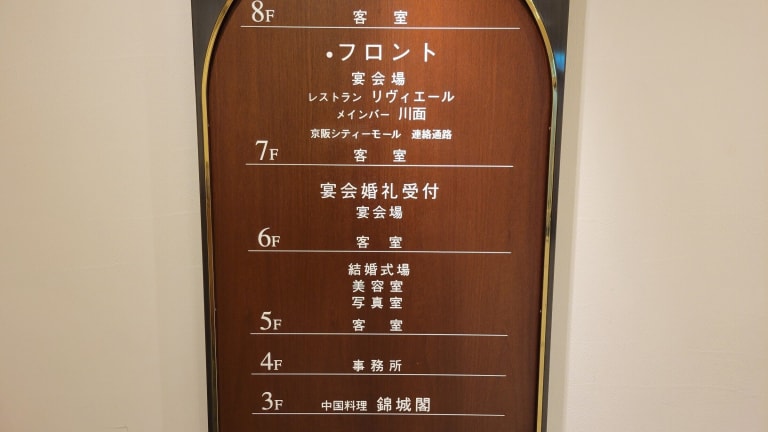 8F 客 室
•フロント
宴会場
レストラン リヴィエール
メインバー 川面
京阪シティーモール 連絡通路
7F 客 室
宴会婚礼受付
宴会場
6F 客 室
結婚式場
美容室
写真室
5F 客 室
4F 事務所
3F 中国料理 錦城閣